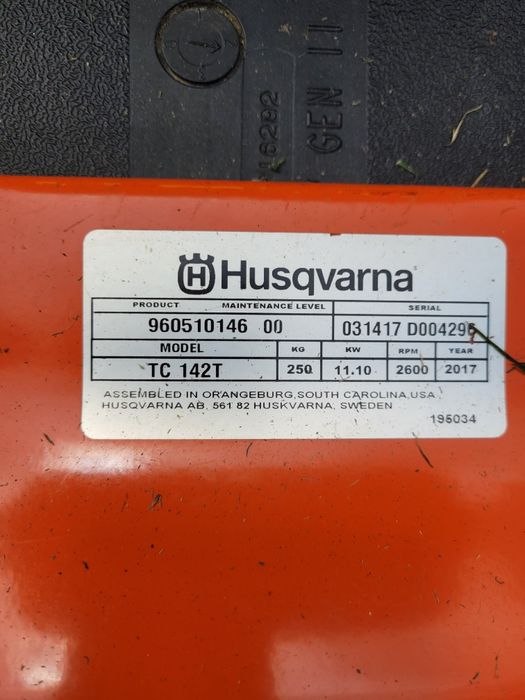 GEN II
Husqvarna
PRODUCT MAINTENANCE LEVEL SERIAL
960510146 00 031417 D004296
MODEL KG KW RPM YEAR
TC 142T 250 11.10 2600 2017
ASSEMBLED IN ORANGEBURG,SOUTH CAROLINA,USA.
HUSQVARNA AB, 561 82 HUSKVARNA, SWEDEN
195034